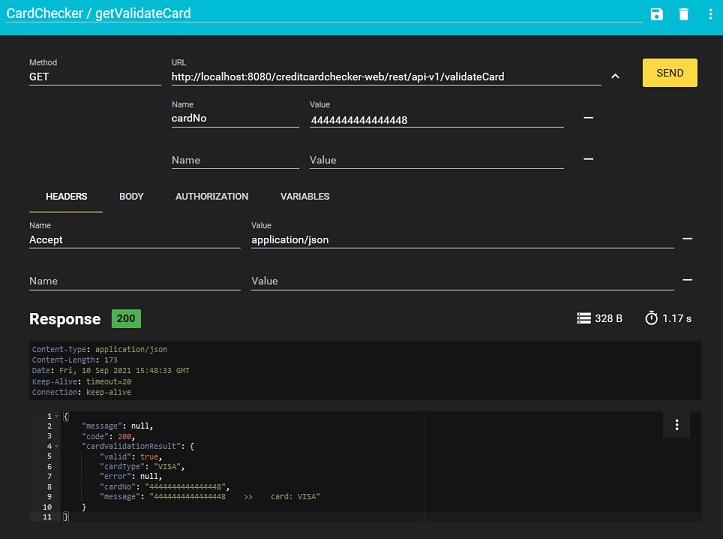 CardChecker / getValidateCard
Method
URL
GET
http://localhost:8080/creditcardchecker-web/rest/api-v1/validateCard
SEND
Name
Value
cardNo
4444444444444448
Name
Value
HEADERS
BODY
AUTHORIZATION
VARIABLES
Name
Value
Accept
application/json
Name
Value
Response
200
328 B
1.17 s
Content-Type: application/json
Content-Length: 173
Date: Fri, 10 Sep 2021 15:48:33 GMT
Keep-Alive: timeout=20
Connection: keep-alive
1 {
2 "message": null,
3 "code": 200,
4 "cardValidationResult": {
5 "valid": true,
6 "cardType": "VISA",
7 "error": null,
8 "cardNo": "4444444444444448",
9 "message": "4444444444444448    >>    card: VISA"
10 }
11 }